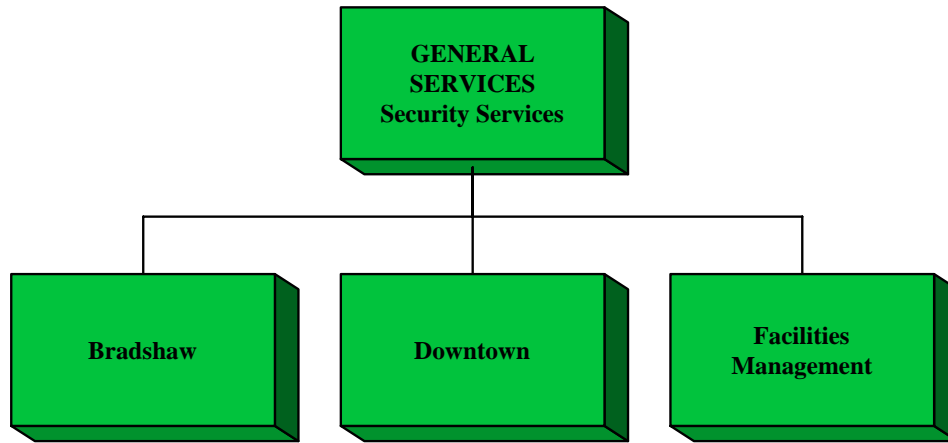 GENERAL
SERVICES
Security Services
Bradshaw
Downtown
Facilities
Management